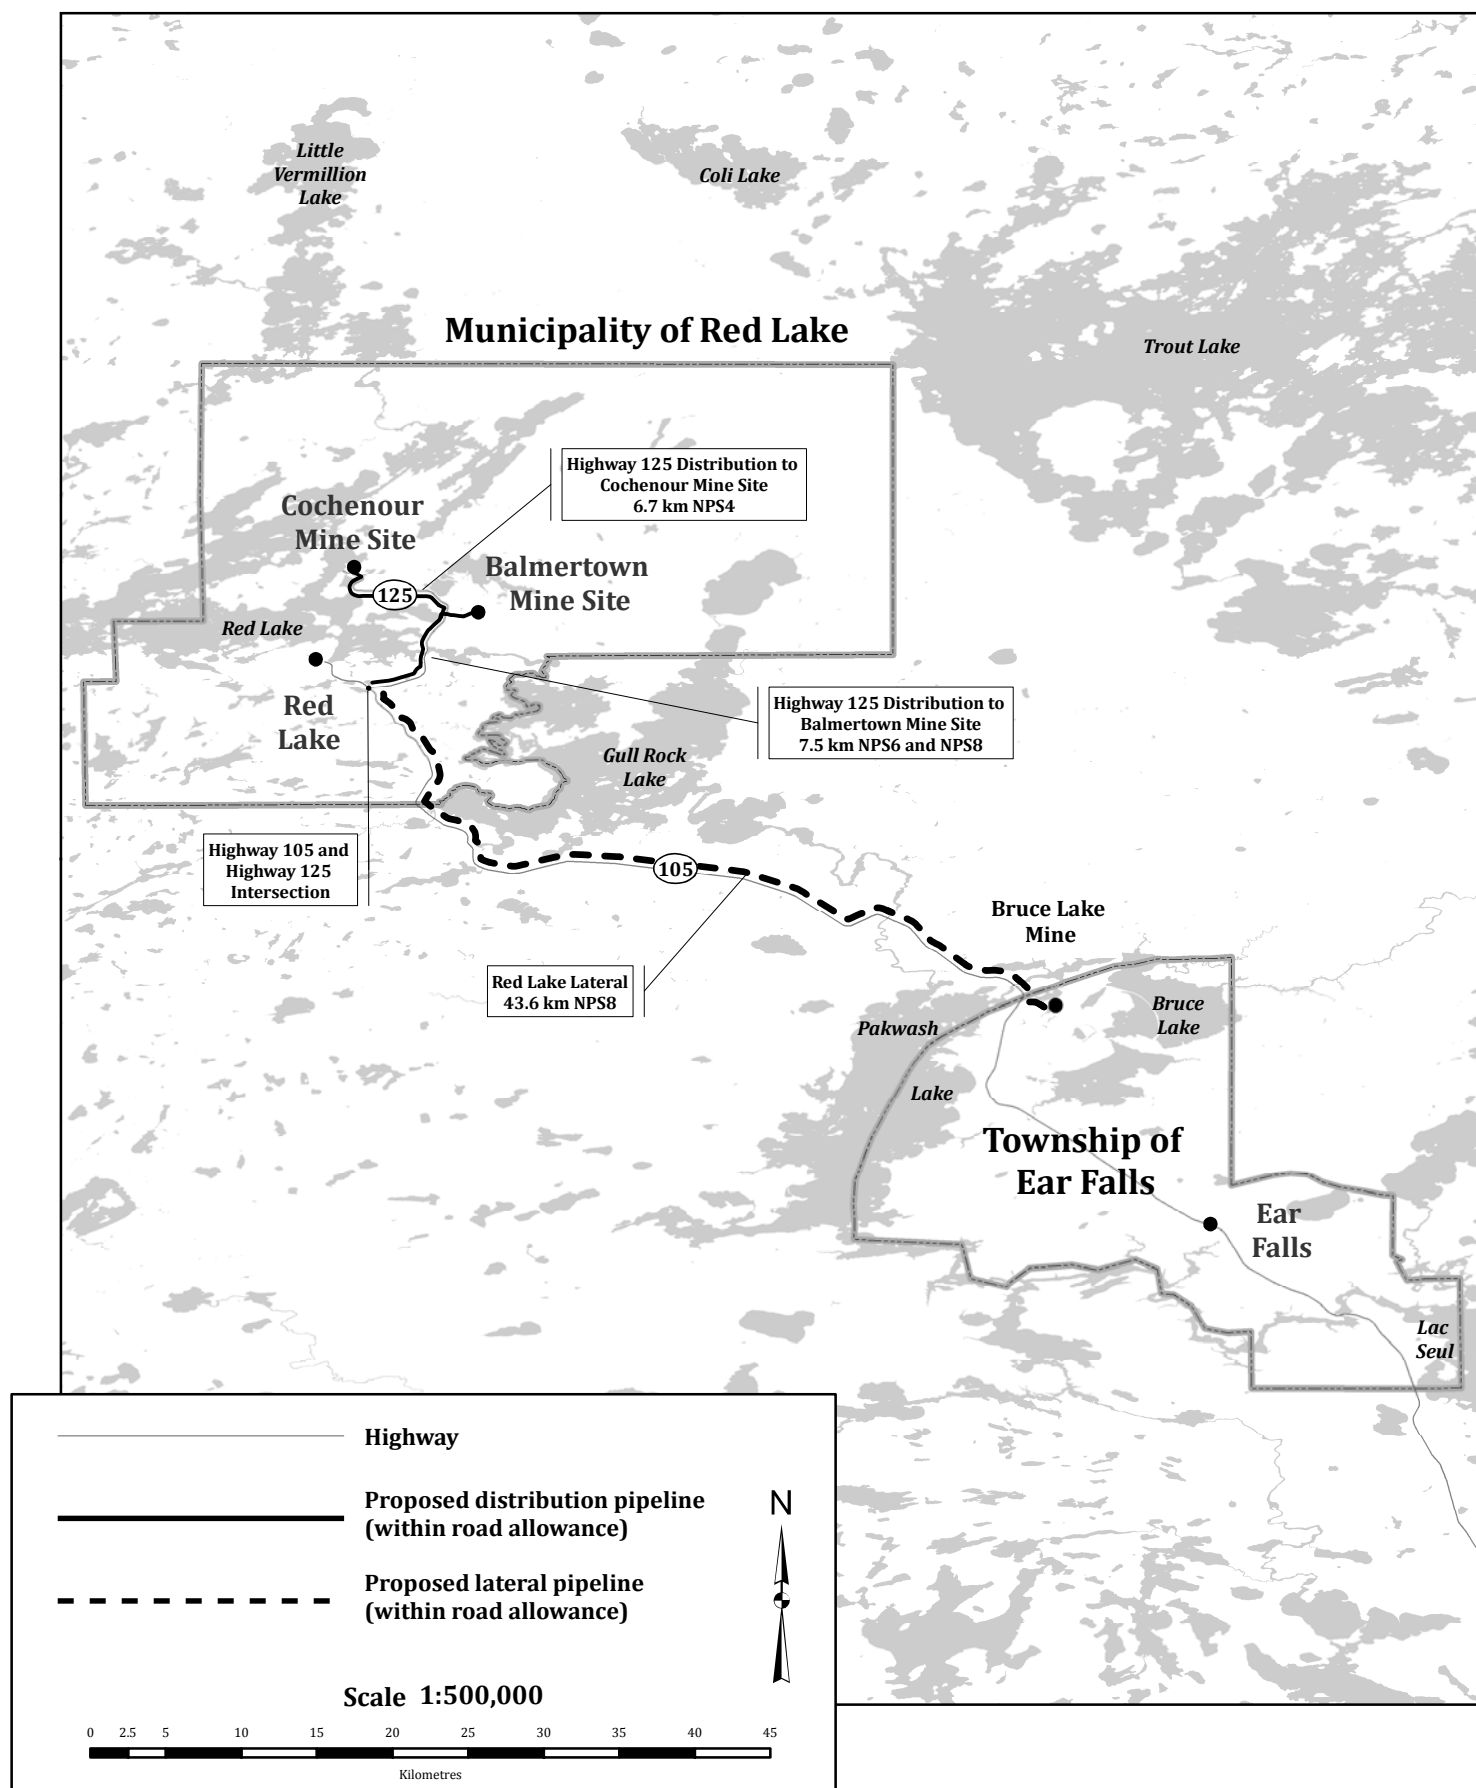 Little
Vermillion
Lake
Coli Lake
Municipality of Red Lake
Trout Lake
Highway 125 Distribution to
Cochenour Mine Site
6.7 km NPS4
Cochenour
Mine Site
Balmertown
Mine Site
125
Red Lake
Red
Lake
Highway 125 Distribution to
Balmertown Mine Site
7.5 km NPS6 and NPS8
Gull Rock
Lake
Highway 105 and
Highway 125
Intersection
105
Bruce Lake
Mine
Red Lake Lateral
43.6 km NPS8
Bruce
Lake
Pakwash
Lake
Township of
Ear Falls
Ear
Falls
Lac
Seul
Highway
Proposed distribution pipeline
(within road allowance)
Proposed lateral pipeline
(within road allowance)
N
Scale 1:500,000
0 2.5 5 10 15 20 25 30 35 40 45
Kilometres